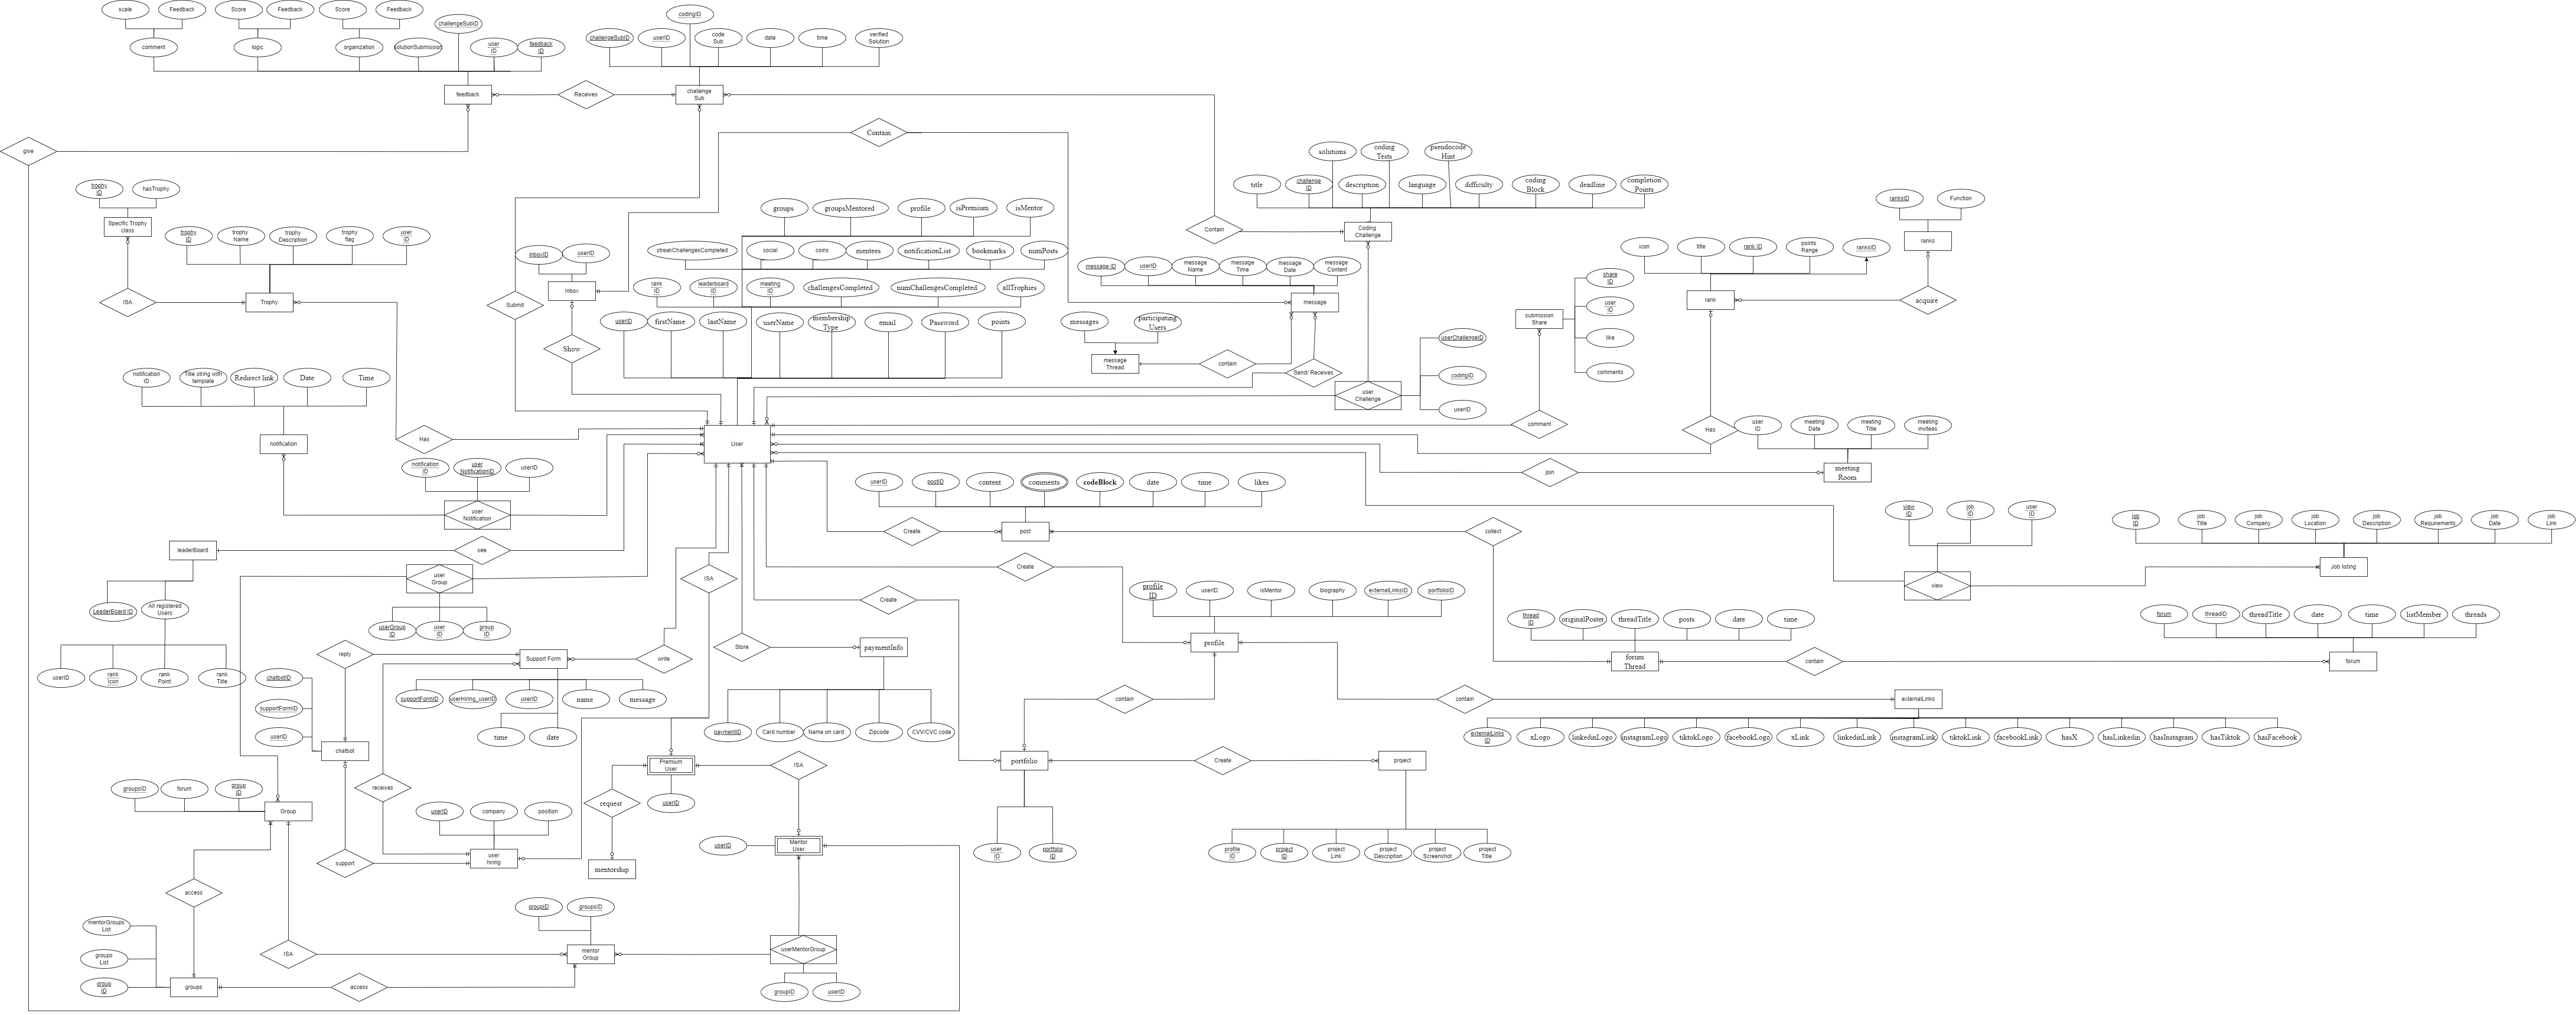 scale
Feedback
Score
Feedback
Score
Feedback
challengeSubID
comment
logic
organization
solutionSubmission
user
ID
feedback
ID
codingID
challengeSubID
userID
code
Sub
date
time
verified
Solution
feedback
Receives
challenge
Sub
give
Contain
solutions
coding
Tests
pseudocode
Hint
title
challenge
ID
description
language
difficulty
coding
Block
deadline
completion
Points
trophy
ID
hasTrophy
Specific Trophy
class
trophy
ID
trophy
Name
trophy
Description
trophy
flag
user
ID
ISA
Trophy
groups
groupsMentored
profile
isPremium
isMentor
streakChallengesCompleted
social
coins
mentees
notificationList
bookmarks
numPosts
rank
ID
leaderboard
ID
meeting
ID
challengesCompleted
numChallengesCompleted
allTrophies
userID
firstName
lastName
userName
membership
Type
email
Password
points
inboxID
userID
Inbox
Submit
Show
Contain
Coding
Challenge
message ID
userID
message
Name
message
Time
message
Date
message
Content
message
messages
participating
Users
message
Thread
contain
Send/ Receives
user
Challenge
userChallengeID
codingID
userID
submission
Share
share
ID
user
ID
like
comments
comment
ranksID
Function
ranks
icon
title
rank ID
points
Range
ranksID
rank
acquire
Has
user
ID
meeting
Date
meeting
Title
meeting
invitees
meeting
Room
join
notification
ID
Title string with
template
Redirect link
Date
Time
notification
Has
User
notification
ID
user
NotificationID
userID
user
Notification
leaderBoard
see
LeaderBoard ID
All registered
Users
userID
rank
Icon
rank
Point
rank
Title
user
Group
userGroup
ID
user
ID
group
ID
ISA
userID
postID
content
comments
codeBlock
date
time
likes
Create
post
collect
Create
Create
view
ID
job
ID
user
ID
view
job
ID
job
Title
job
Company
job
Location
job
Description
job
Requirements
job
Date
job
Link
Job listing
profile
ID
userID
isMentor
biography
externalLinksID
portfolioID
profile
thread
ID
originalPoster
threadTitle
posts
date
time
forum
Thread
contain
forum
threadID
threadTitle
date
time
listMember
threads
forum
reply
Support Form
write
Store
paymentInfo
chatbotID
supportFormID
userID
chatbot
supportFormID
userHiring_userID
userID
name
message
time
date
paymentID
Card number
Name on card
Zipcode
CVV/CVC code
contain
contain
externalLinks
externalLinks
ID
xLogo
linkedinLogo
instagramLogo
tiktokLogo
facebookLogo
xLink
linkedinLink
instagramLink
tiktokLink
facebookLink
hasX
hasLinkedin
hasInstagram
hasTiktok
hasFacebook
Premium
User
ISA
userID
request
mentorship
portfolio
Create
project
user
ID
portfolio
ID
profile
ID
project
ID
project
Link
project
Description
project
Screenshot
project
Title
receives
groupsID
forum
group
ID
Group
userID
company
position
user
hiring
support
userID
Mentor
User
access
mentorGroups
List
groups
List
group
ID
groups
ISA
access
groupID
groupsID
mentor
Group
userMentorGroup
groupID
userID